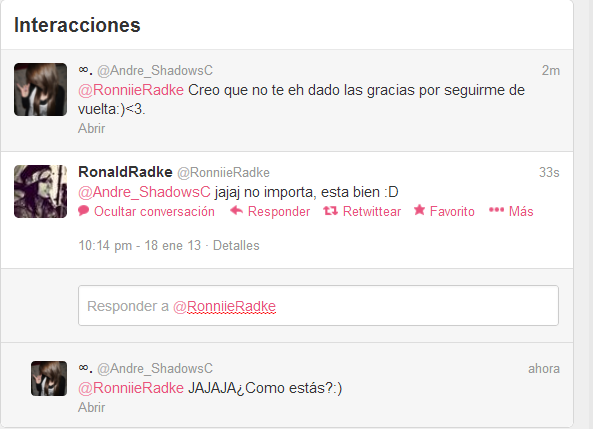 Interacciones
∞. @Andre_ShadowsC 2m
@RonniieRadke Creo que no te eh dado las gracias por seguirme de
vuelta:)<3.
Abrir
RonaldRadke @RonniieRadke 33s
@Andre_ShadowsC jajaj no importa, esta bien :D
Ocultar conversación Responder Retwittear Favorito Más
10:14 pm - 18 ene 13 · Detalles
Responder a @RonniieRadke
∞. @Andre_ShadowsC ahora
@RonniieRadke JAJAJA¿Como estás?:)
Abrir